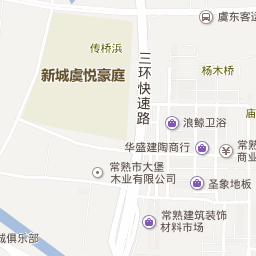 虞东客运
传桥浜
杨木桥
新城虞悦豪庭
三环快速路
庙
浪鲸卫浴
华盛建陶商行
常熟
商业
常熟市大堡
木业有限公司
圣象地板
常熟建筑装饰
材料市场
城俱乐部